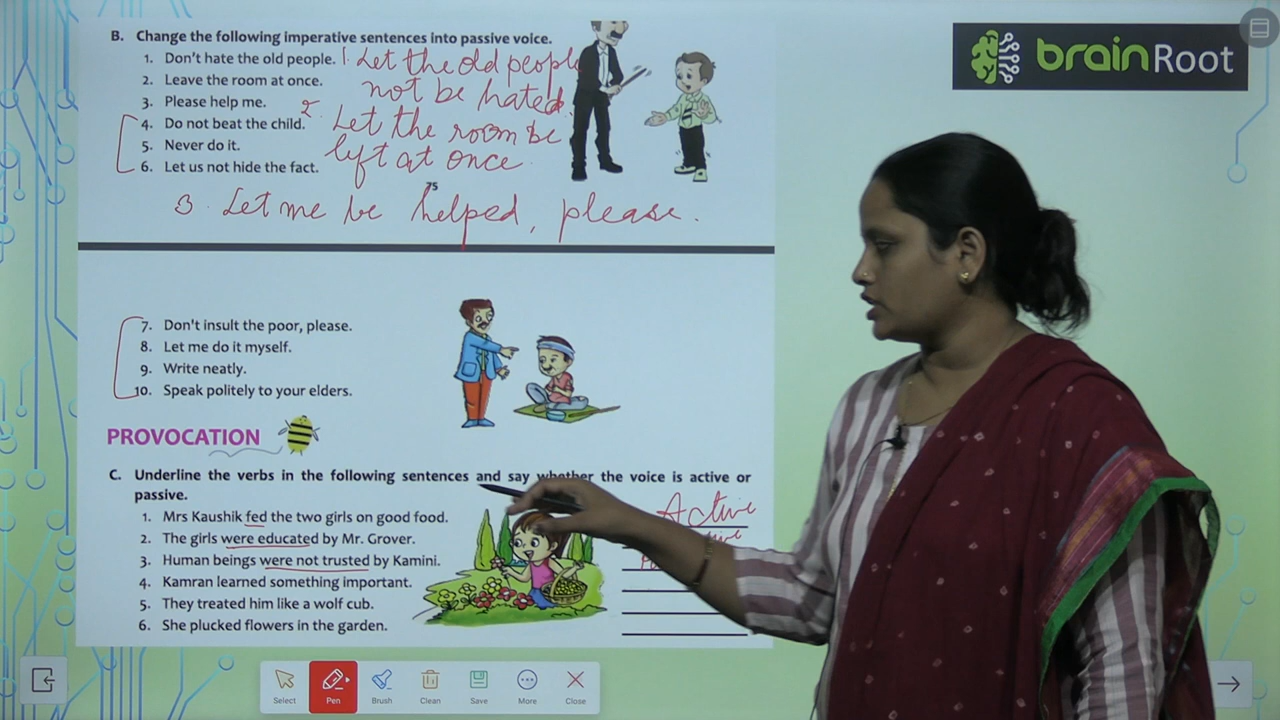 B. Change the following imperative sentences into passive voice.
1. Don't hate the old people.
2. Leave the room at once.
3. Please help me.
4. Do not beat the child.
5. Never do it.
6. Let us not hide the fact.
1. Let the old people
not be hated.
2. Let the room be
left at once.
75
3. Let me be helped, please.
7. Don't insult the poor, please.
8. Let me do it myself.
9. Write neatly.
10. Speak politely to your elders.
PROVOCATION
C. Underline the verbs in the following sentences and say whether the voice is active or
passive.
1. Mrs Kaushik fed the two girls on good food. Active
2. The girls were educated by Mr. Grover.
3. Human beings were not trusted by Kamini.
4. Kamran learned something important.
5. They treated him like a wolf cub.
6. She plucked flowers in the garden.
brainRoot
Select
Pen
Brush
Clean
Save
More
Close